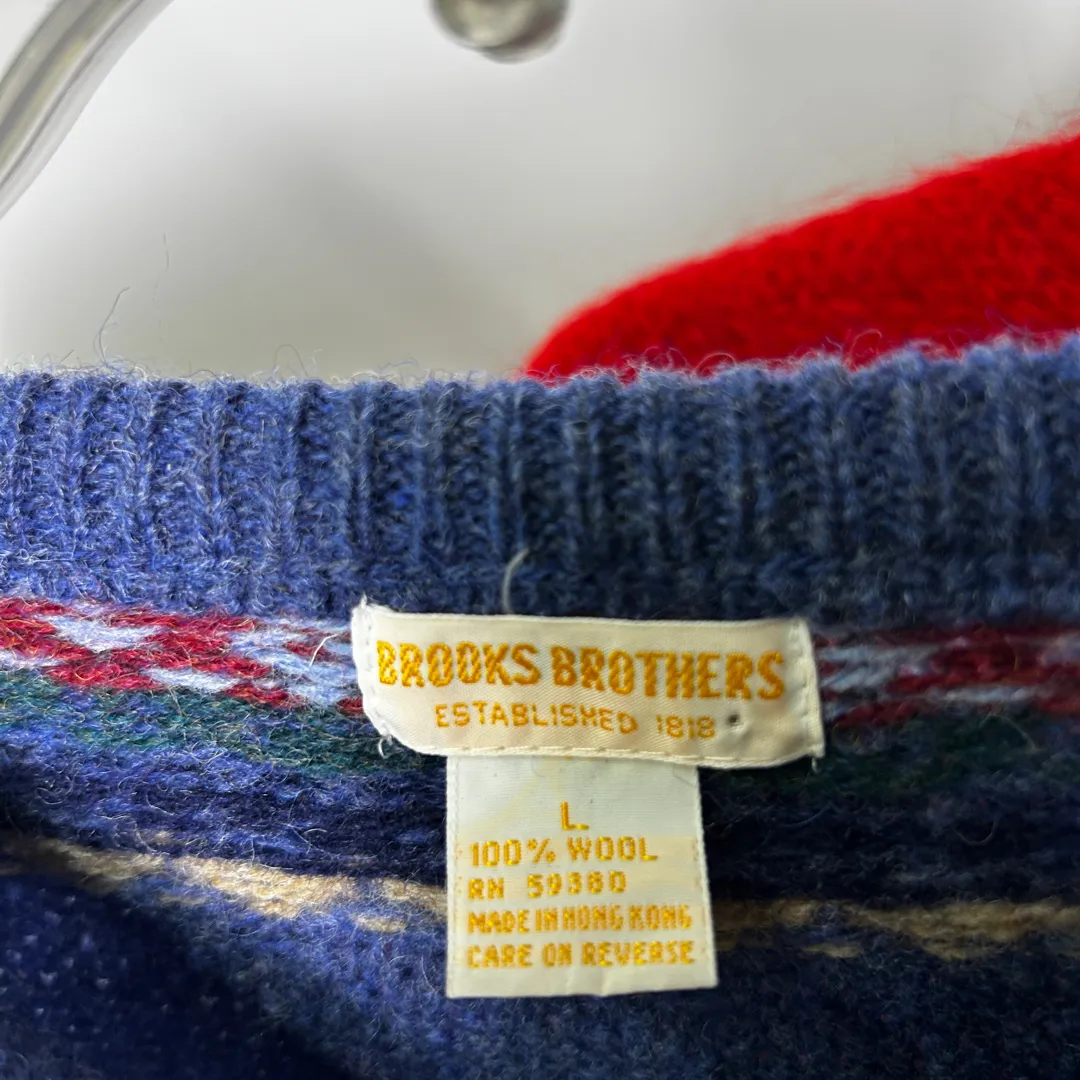 BROOKS BROTHERS
ESTABLISHED 1818
L.
100% WOOL
RN 59380
MADE IN HONG KONG
CARE ON REVERSE